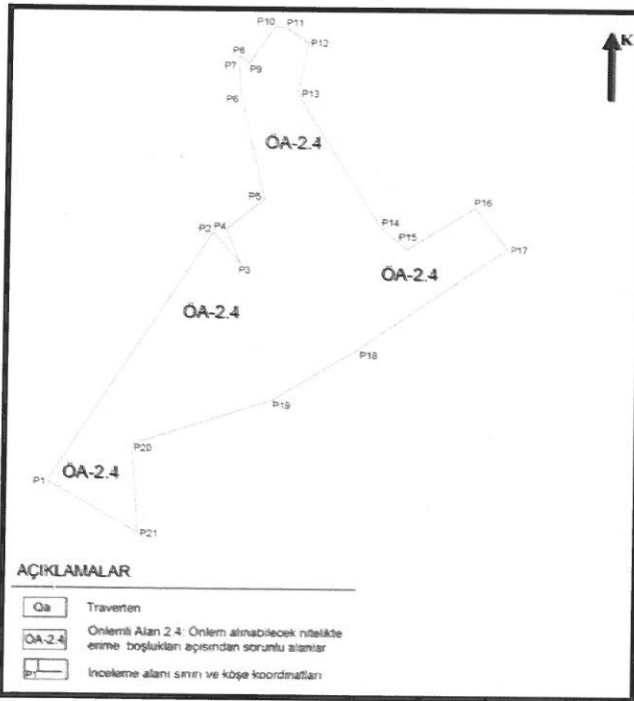 P10 P11
K
P12
P8
P7
P9
P6
P13
ÖA-2.4
P5
P16
P2
P4
P14
P15
P17
P3
ÖA-2.4
ÖA-2.4
P18
P19
P20
P1
ÖA-2.4
P21
AÇIKLAMALAR
Qa Traverten
ÖA-2.4 Önlemli Alan 2.4: Önlem alınabilecek nitelikte
erime boşlukları açısından sorunlu alanlar
P1 İnceleme alanı sınırı ve köşe koordinatları